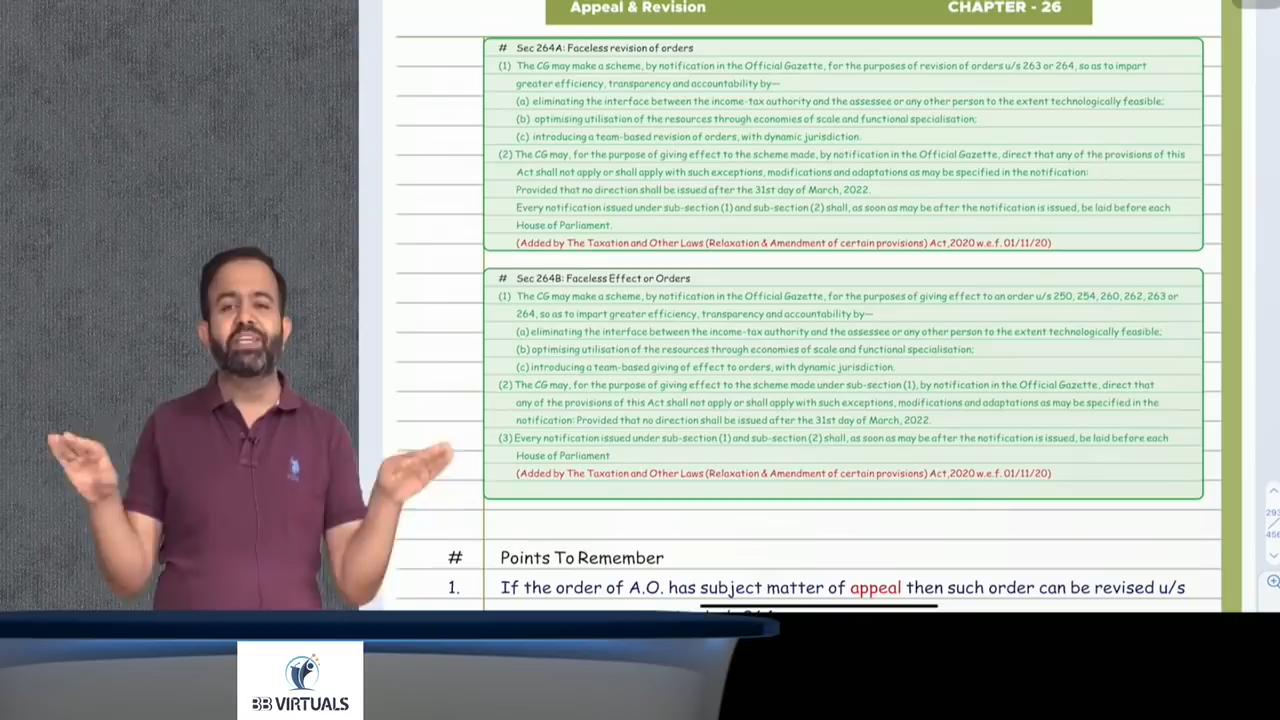 Appeal & Revision CHAPTER - 26
# Sec 264A: Faceless revision of orders
(1) The CG may make a scheme, by notification in the Official Gazette, for the purposes of revision of orders u/s 263 or 264, so as to impart
greater efficiency, transparency and accountability by—
(a) eliminating the interface between the income-tax authority and the assessee or any other person to the extent technologically feasible;
(b) optimising utilisation of the resources through economies of scale and functional specialisation;
(c) introducing a team-based revision of orders, with dynamic jurisdiction.
(2) The CG may, for the purpose of giving effect to the scheme made, by notification in the Official Gazette, direct that any of the provisions of this
Act shall not apply or shall apply with such exceptions, modifications and adaptations as may be specified in the notification:
Provided that no direction shall be issued after the 31st day of March, 2022.
Every notification issued under sub-section (1) and sub-section (2) shall, as soon as may be after the notification is issued, be laid before each
House of Parliament.
(Added by The Taxation and Other Laws (Relaxation & Amendment of certain provisions) Act,2020 w.e.f. 01/11/20)
# Sec 264B: Faceless Effect or Orders
(1) The CG may make a scheme, by notification in the Official Gazette, for the purposes of giving effect to an order u/s 250, 254, 260, 262, 263 or
264, so as to impart greater efficiency, transparency and accountability by—
(a) eliminating the interface between the income-tax authority and the assessee or any other person to the extent technologically feasible;
(b) optimising utilisation of the resources through economies of scale and functional specialisation;
(c) introducing a team-based giving of effect to orders, with dynamic jurisdiction.
(2) The CG may, for the purpose of giving effect to the scheme made under sub-section (1), by notification in the Official Gazette, direct that
any of the provisions of this Act shall not apply or shall apply with such exceptions, modifications and adaptations as may be specified in the
notification: Provided that no direction shall be issued after the 31st day of March, 2022.
(3) Every notification issued under sub-section (1) and sub-section (2) shall, as soon as may be after the notification is issued, be laid before each
House of Parliament
(Added by The Taxation and Other Laws (Relaxation & Amendment of certain provisions) Act,2020 w.e.f. 01/11/20)
# Points To Remember
1. If the order of A.O. has subject matter of appeal then such order can be revised u/s
293
456
BB VIRTUALS